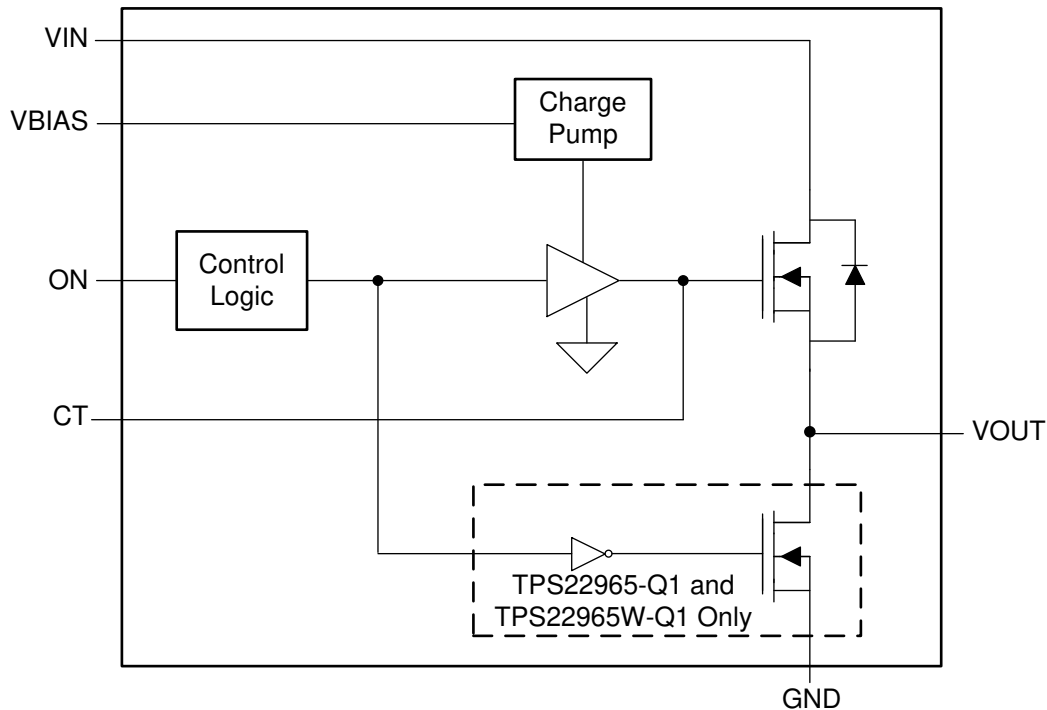 VIN
Charge
Pump
VBIAS
Control
Logic
ON
CT
VOUT
TPS22965-Q1 and
TPS22965W-Q1 Only
GND